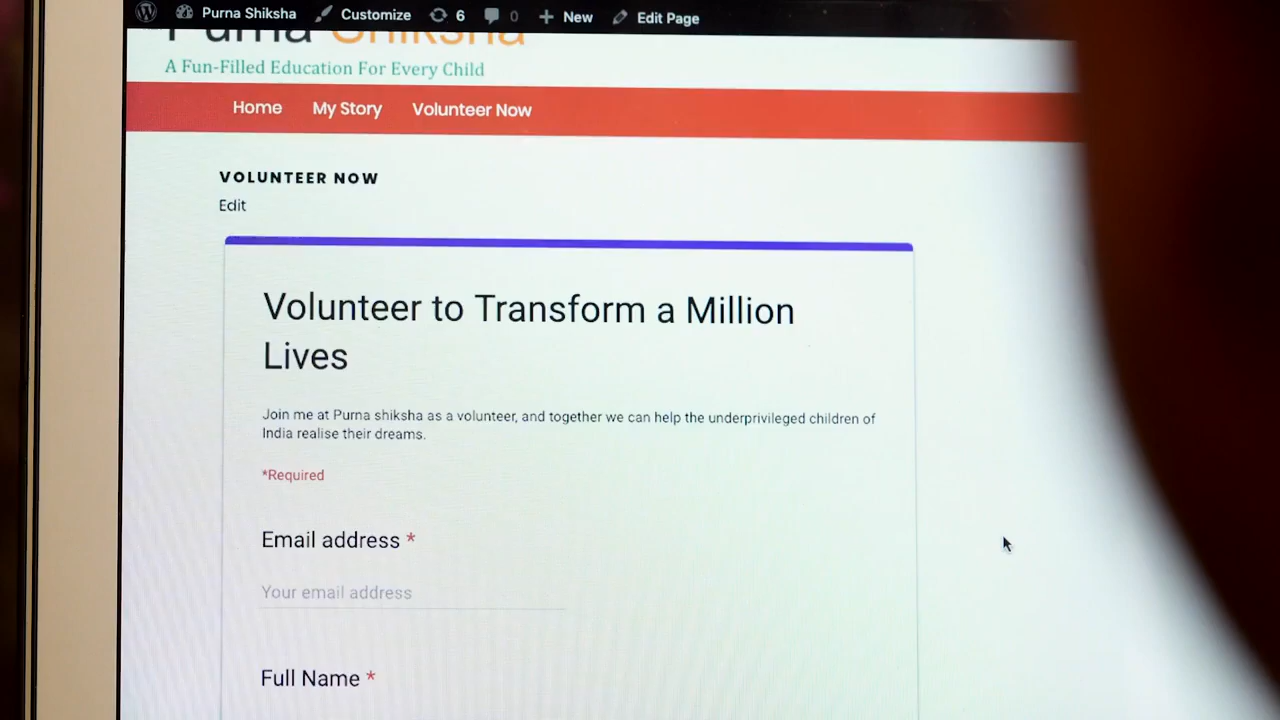 Purna Shiksha Customize 6 0 New Edit Page
Purna Shiksha
A Fun-Filled Education For Every Child
Home My Story Volunteer Now
VOLUNTEER NOW
Edit
Volunteer to Transform a Million
Lives
Join me at Purna shiksha as a volunteer, and together we can help the underprivileged children of
India realise their dreams.
*Required
Email address *
Your email address
Full Name *